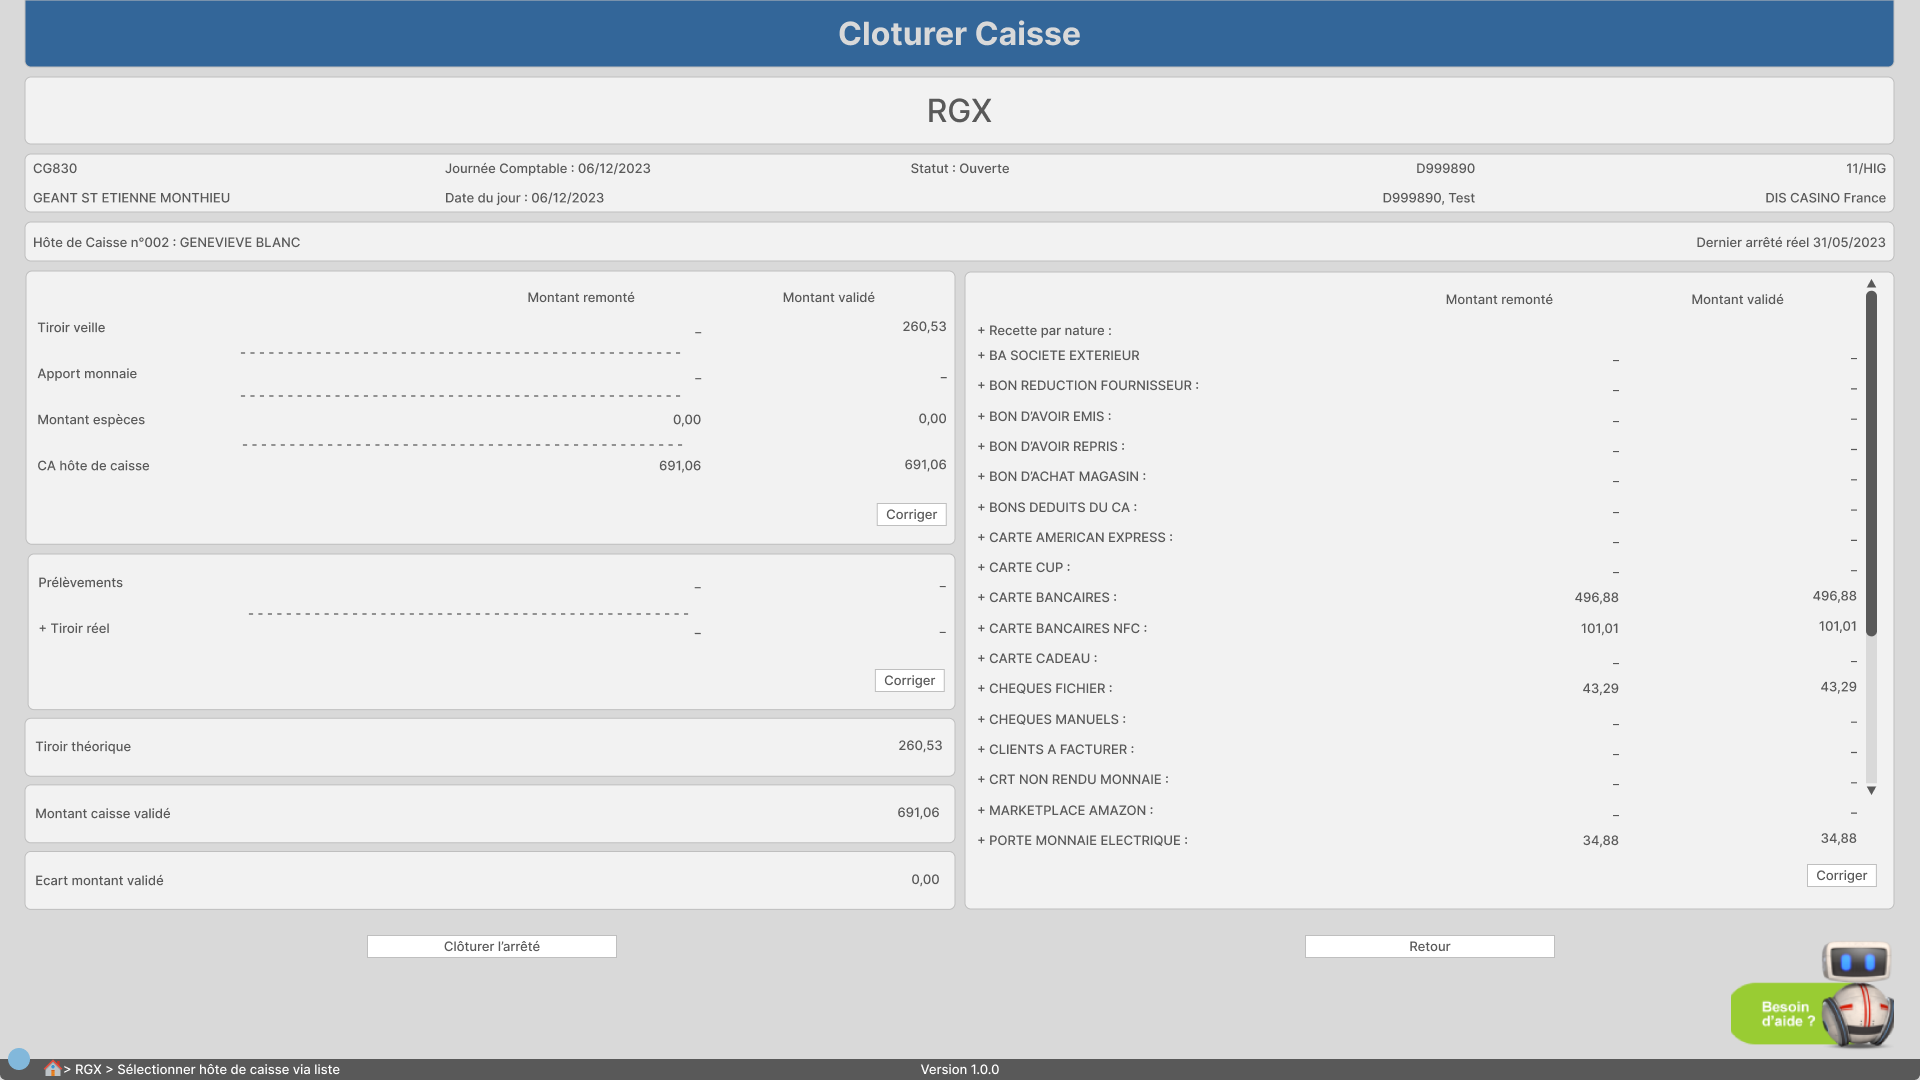 Cloturer Caisse
RGX
CG830 Journée Comptable : 06/12/2023 Statut : Ouverte D999890 11/HIG
GEANT ST ETIENNE MONTHIEU Date du jour : 06/12/2023 D999890, Test DIS CASINO France
Hôte de Caisse n°002 : GENEVIEVE BLANC Dernier arrêté réel 31/05/2023
Montant remonté Montant validé
Tiroir veille _ 260,53
Apport monnaie _ _
Montant espèces 0,00 0,00
CA hôte de caisse 691,06 691,06
Corriger
Prélèvements _ _
+ Tiroir réel _ _
Corriger
Tiroir théorique 260,53
Montant caisse validé 691,06
Ecart montant validé 0,00
Montant remonté Montant validé
+ Recette par nature :
+ BA SOCIETE EXTERIEUR _ _
+ BON REDUCTION FOURNISSEUR : _ _
+ BON D'AVOIR EMIS : _ _
+ BON D'AVOIR REPRIS : _ _
+ BON D'ACHAT MAGASIN : _ _
+ BONS DEDUITS DU CA : _ _
+ CARTE AMERICAN EXPRESS : _ _
+ CARTE CUP : _ _
+ CARTE BANCAIRES : 496,88 496,88
+ CARTE BANCAIRES NFC : 101,01 101,01
+ CARTE CADEAU : _ _
+ CHEQUES FICHIER : 43,29 43,29
+ CHEQUES MANUELS : _ _
+ CLIENTS A FACTURER : _ _
+ CRT NON RENDU MONNAIE : _ _
+ MARKETPLACE AMAZON : _ _
+ PORTE MONNAIE ELECTRIQUE : 34,88 34,88
Corriger
Clôturer l'arrêté Retour
Besoin
d'aide ?
> RGX > Sélectionner hôte de caisse via liste Version 1.0.0